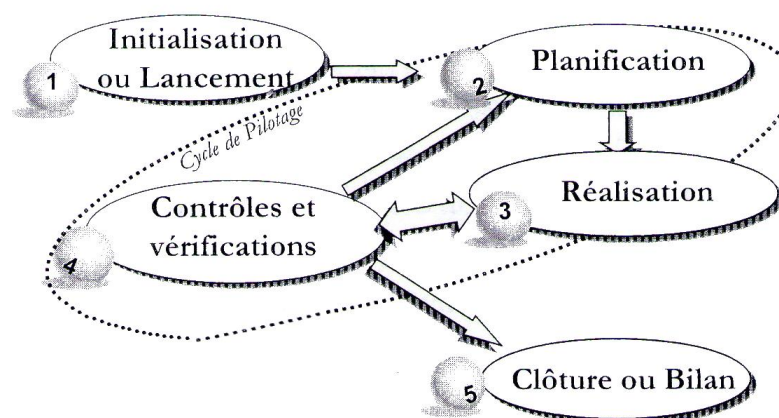 1
Initialisation
ou Lancement
2
Planification
Cycle de Pilotage
3
Réalisation
4
Contrôles et
vérifications
5
Clôture ou Bilan